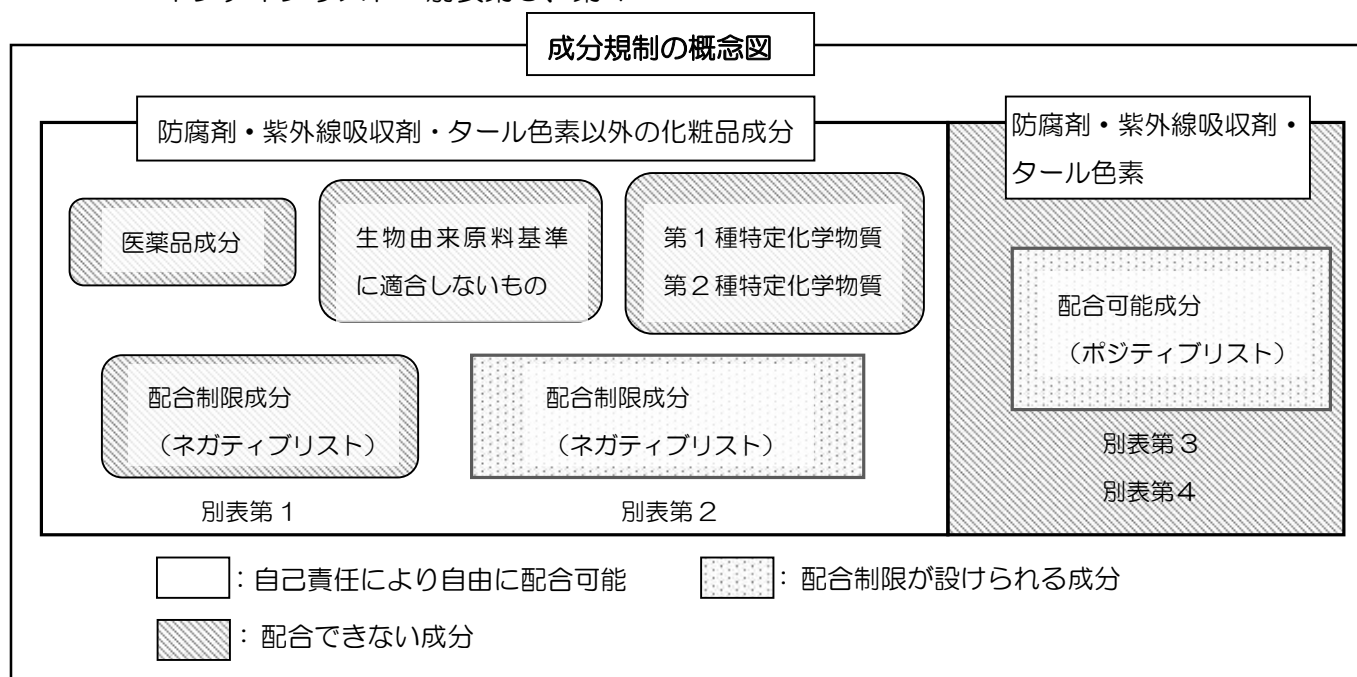 成分規制の概念図
防腐剤・紫外線吸収剤・タール色素以外の化粧品成分
防腐剤・紫外線吸収剤・
タール色素
医薬品成分
生物由来原料基準
に適合しないもの
第1種特定化学物質
第2種特定化学物質
配合可能成分
(ポジティブリスト)
配合制限成分
(ネガティブリスト)
配合制限成分
(ネガティブリスト)
別表第3
別表第4
別表第1
別表第2
:自己責任により自由に配合可能
:配合制限が設けられる成分
:配合できない成分